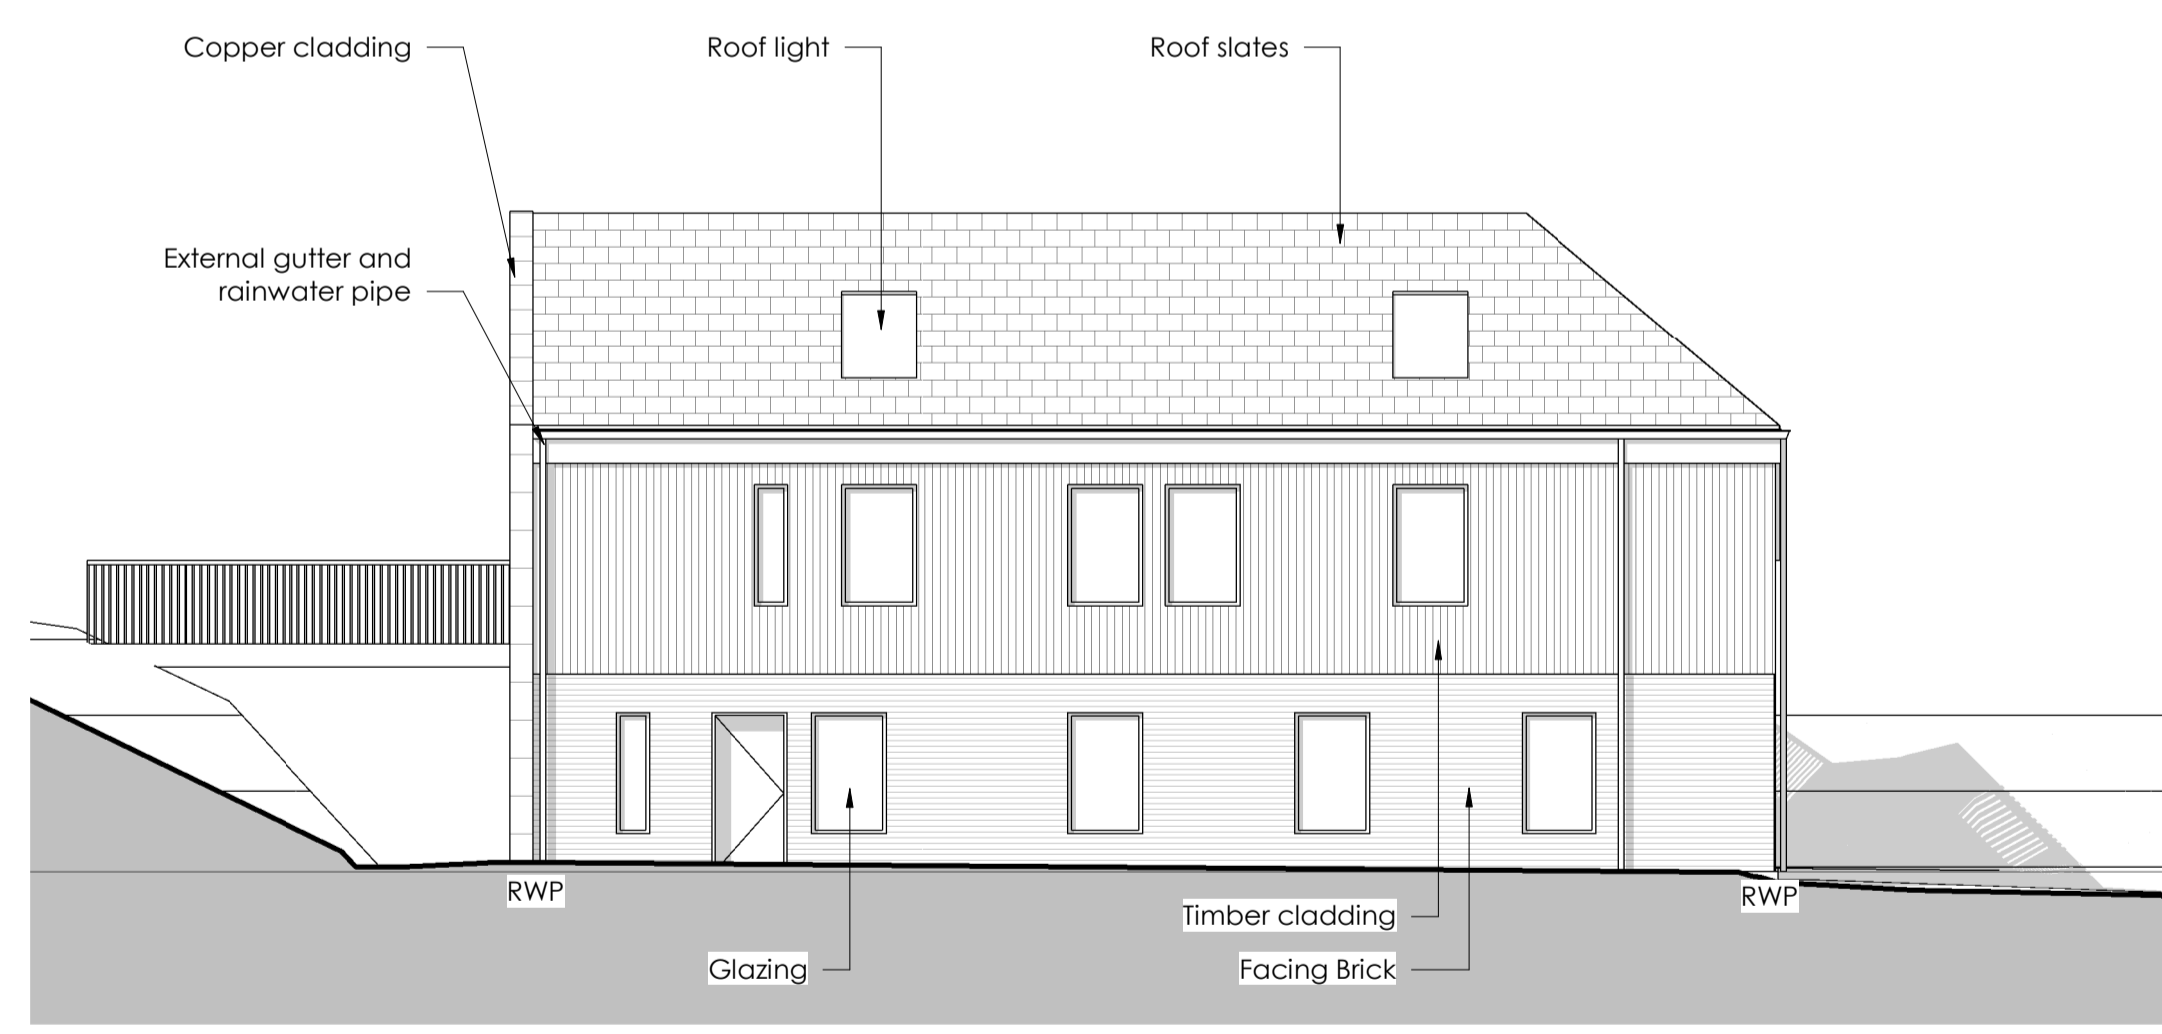 Copper cladding
Roof light
Roof slates
External gutter and
rainwater pipe
RWP
RWP
Timber cladding
Glazing
Facing Brick